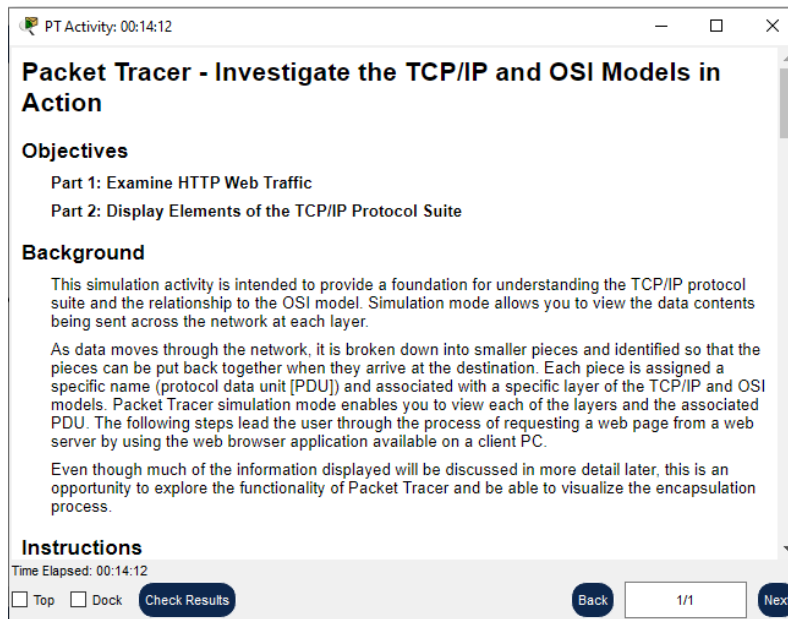 PT Activity: 00:14:12
Packet Tracer - Investigate the TCP/IP and OSI Models in
Action
Objectives
Part 1: Examine HTTP Web Traffic
Part 2: Display Elements of the TCP/IP Protocol Suite
Background
This simulation activity is intended to provide a foundation for understanding the TCP/IP protocol
suite and the relationship to the OSI model. Simulation mode allows you to view the data contents
being sent across the network at each layer.
As data moves through the network, it is broken down into smaller pieces and identified so that the
pieces can be put back together when they arrive at the destination. Each piece is assigned a
specific name (protocol data unit [PDU]) and associated with a specific layer of the TCP/IP and OSI
models. Packet Tracer simulation mode enables you to view each of the layers and the associated
PDU. The following steps lead the user through the process of requesting a web page from a web
server by using the web browser application available on a client PC.
Even though much of the information displayed will be discussed in more detail later, this is an
opportunity to explore the functionality of Packet Tracer and be able to visualize the encapsulation
process.
Instructions
Time Elapsed: 00:14:12
Top Dock Check Results Back 1/1 Next